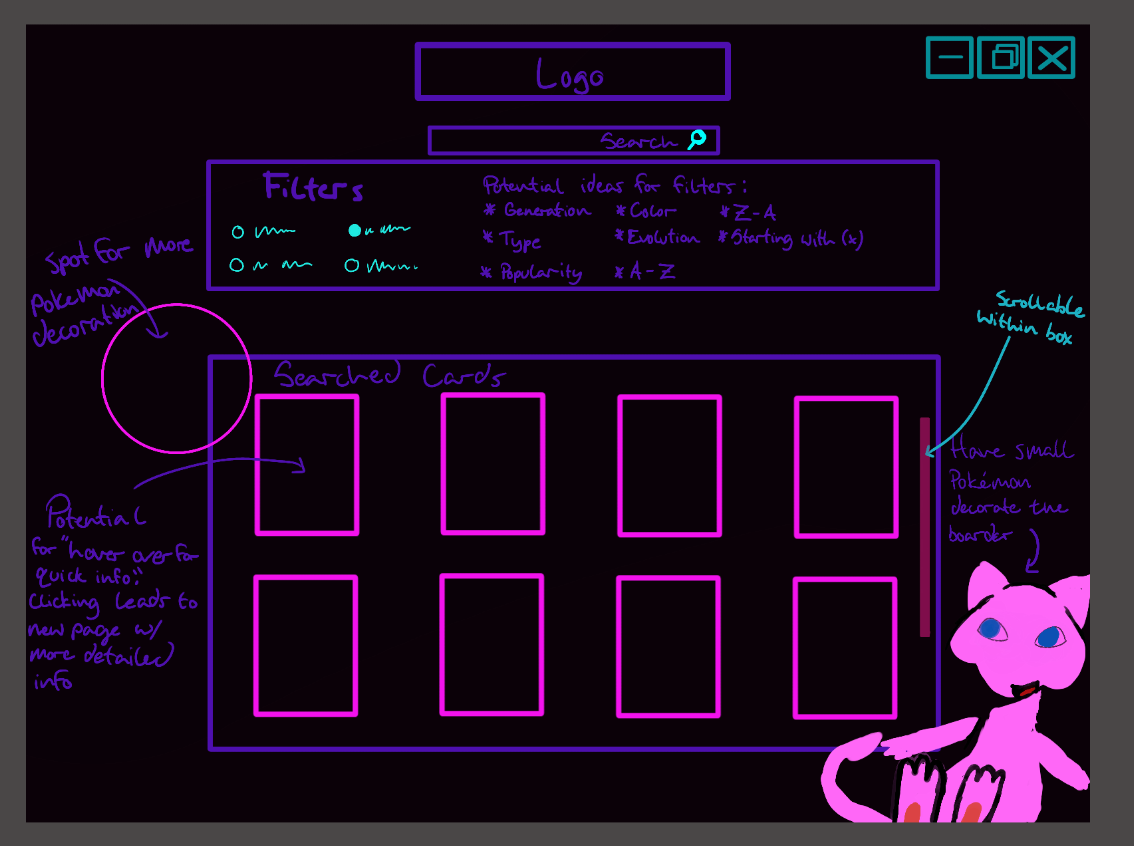 Logo
Search
Filters
Potential ideas for filters:
* Generation * Color * Z-A
* Type * Evolution * Starting with (x)
* Popularity * A-Z
Spot for more
Pokemon
decoration
Scrollable
within box
Searched Cards
Have small
Pokémon
decorate the
boarder
Potential
for "hover over for
quick info".
Clicking leads to
new page w/
more detailed
info